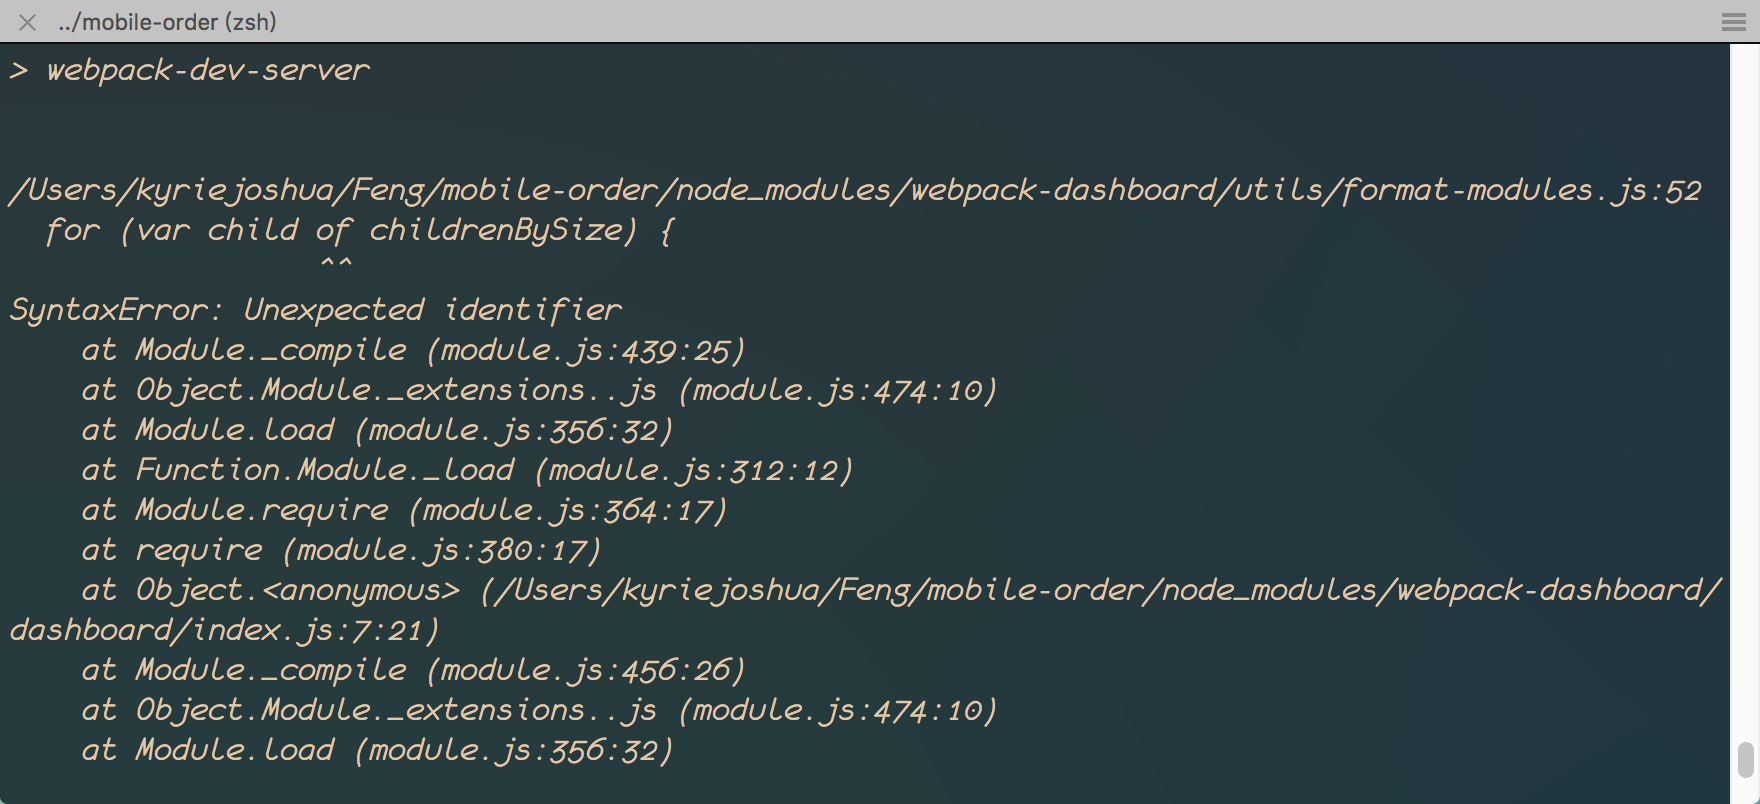 ../mobile-order (zsh)
> webpack-dev-server
/Users/kyriejoshua/Feng/mobile-order/node_modules/webpack-dashboard/utils/format-modules.js:52
for (var child of childrenBySize) {
^^
SyntaxError: Unexpected identifier
at Module._compile (module.js:439:25)
at Object.Module._extensions..js (module.js:474:10)
at Module.load (module.js:356:32)
at Function.Module._load (module.js:312:12)
at Module.require (module.js:364:17)
at require (module.js:380:17)
at Object.<anonymous> (/Users/kyriejoshua/Feng/mobile-order/node_modules/webpack-dashboard/
dashboard/index.js:7:21)
at Module._compile (module.js:456:26)
at Object.Module._extensions..js (module.js:474:10)
at Module.load (module.js:356:32)